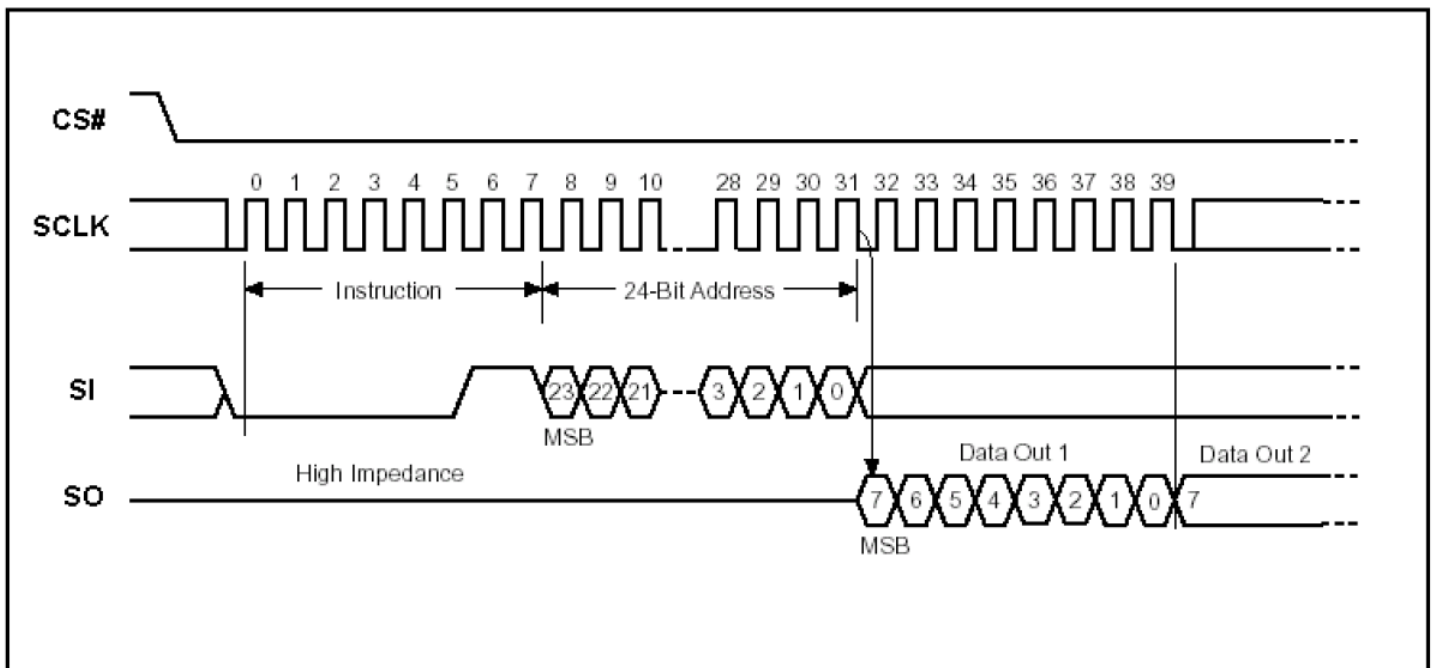 CS#
0 1 2 3 4 5 6 7 8 9 10 28 29 30 31 32 33 34 35 36 37 38 39
SCLK
Instruction 24-Bit Address
SI
23 22 21 3 2 1 0
MSB
High Impedance
Data Out 1 Data Out 2
SO
7 6 5 4 3 2 1 0 7
MSB